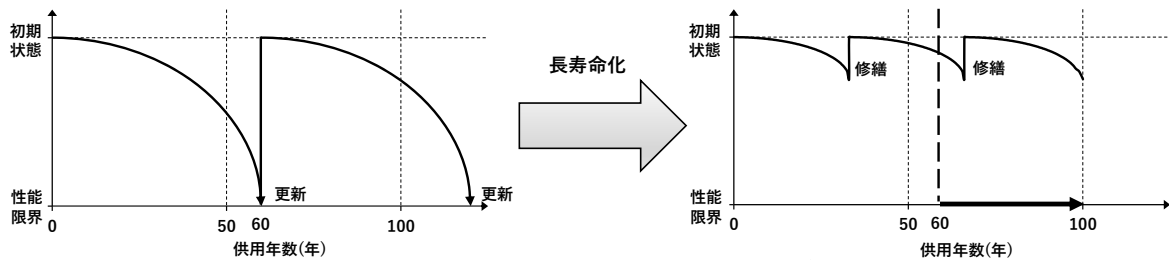 初期
状態
性能
限界
0
50
60
100
更新
更新
供用年数(年)
長寿命化
初期
状態
性能
限界
修繕
修繕
0
50
60
100
供用年数(年)